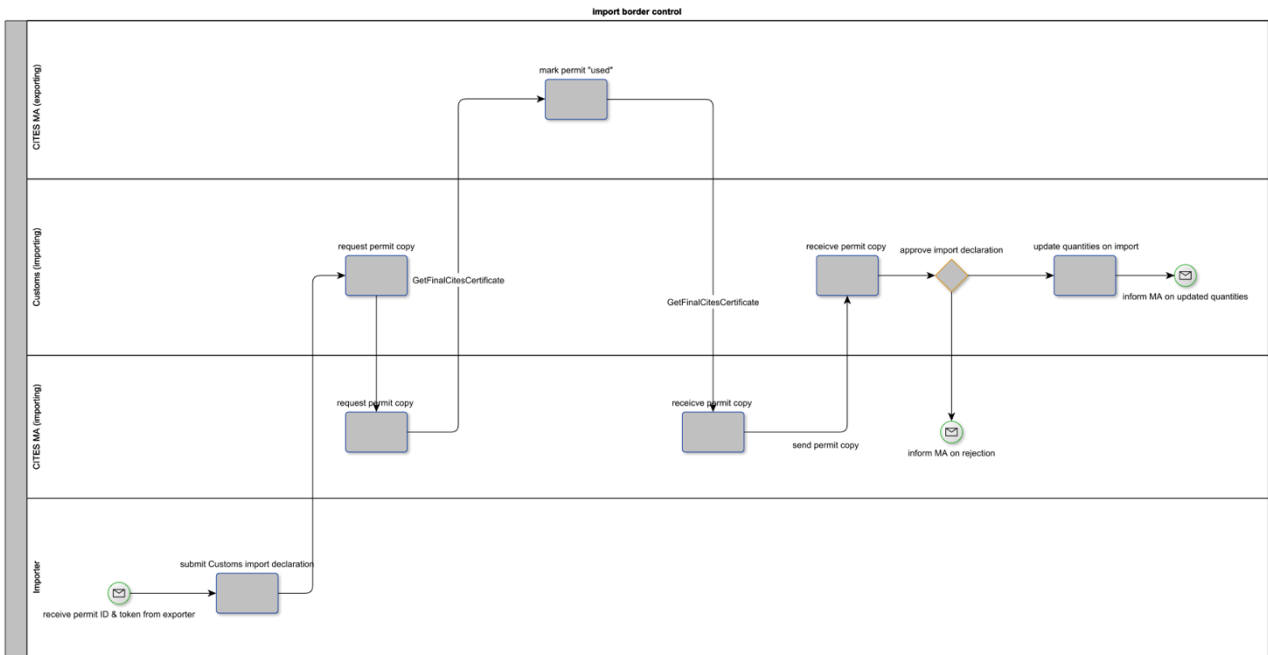 import border control
CITES MA (exporting)
mark permit "used"
Customs (importing)
request permit copy
GetFinalCitesCertificate
GetFinalCitesCertificate
receicve permit copy
approve import declaration
update quantities on import
inform MA on updated quantities
CITES MA (importing)
request permit copy
receicve permit copy
send permit copy
inform MA on rejection
Importer
submit Customs import declaration
receive permit ID & token from exporter